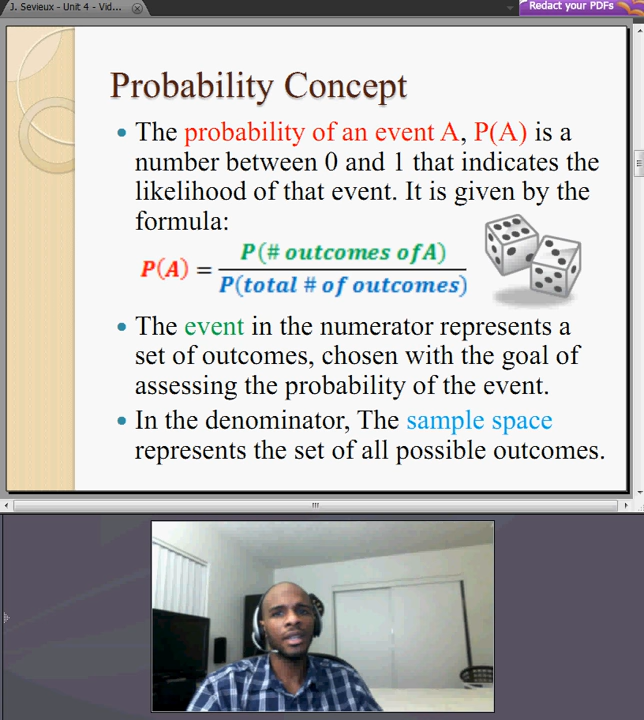 J. Sevieux - Unit 4 - Vid...
Redact your PDFs
Probability Concept
• The probability of an event A, P(A) is a
number between 0 and 1 that indicates the
likelihood of that event. It is given by the
formula:
P(# outcomes of A)
P(A) =
P(total # of outcomes)
• The event in the numerator represents a
set of outcomes, chosen with the goal of
assessing the probability of the event.
• In the denominator, The sample space
represents the set of all possible outcomes.